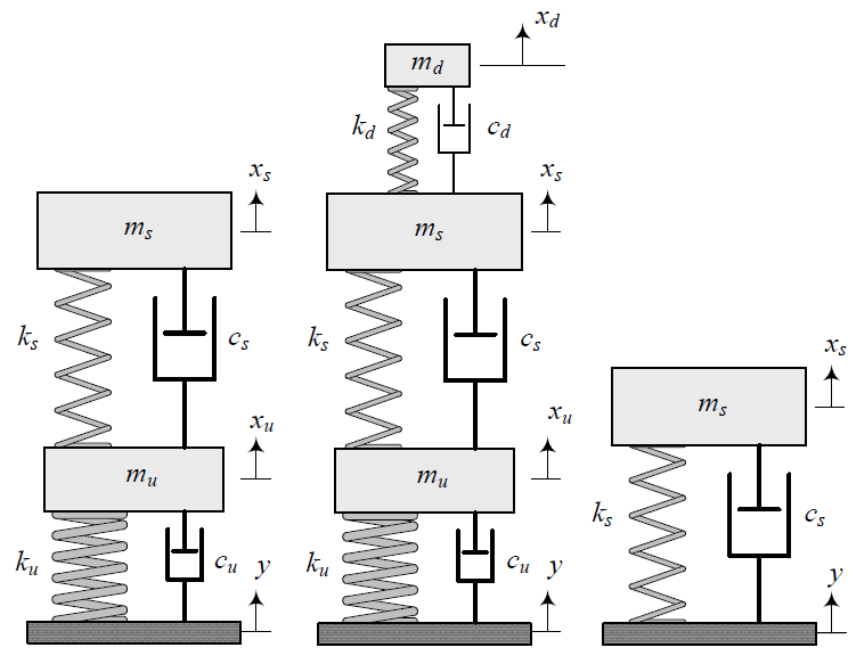 x_d
m_d
k_d
c_d
x_s
x_s
m_s
m_s
k_s
c_s
k_s
c_s
x_s
m_s
x_u
x_u
m_u
m_u
k_s
c_s
k_u
c_u
y
k_u
c_u
y
y